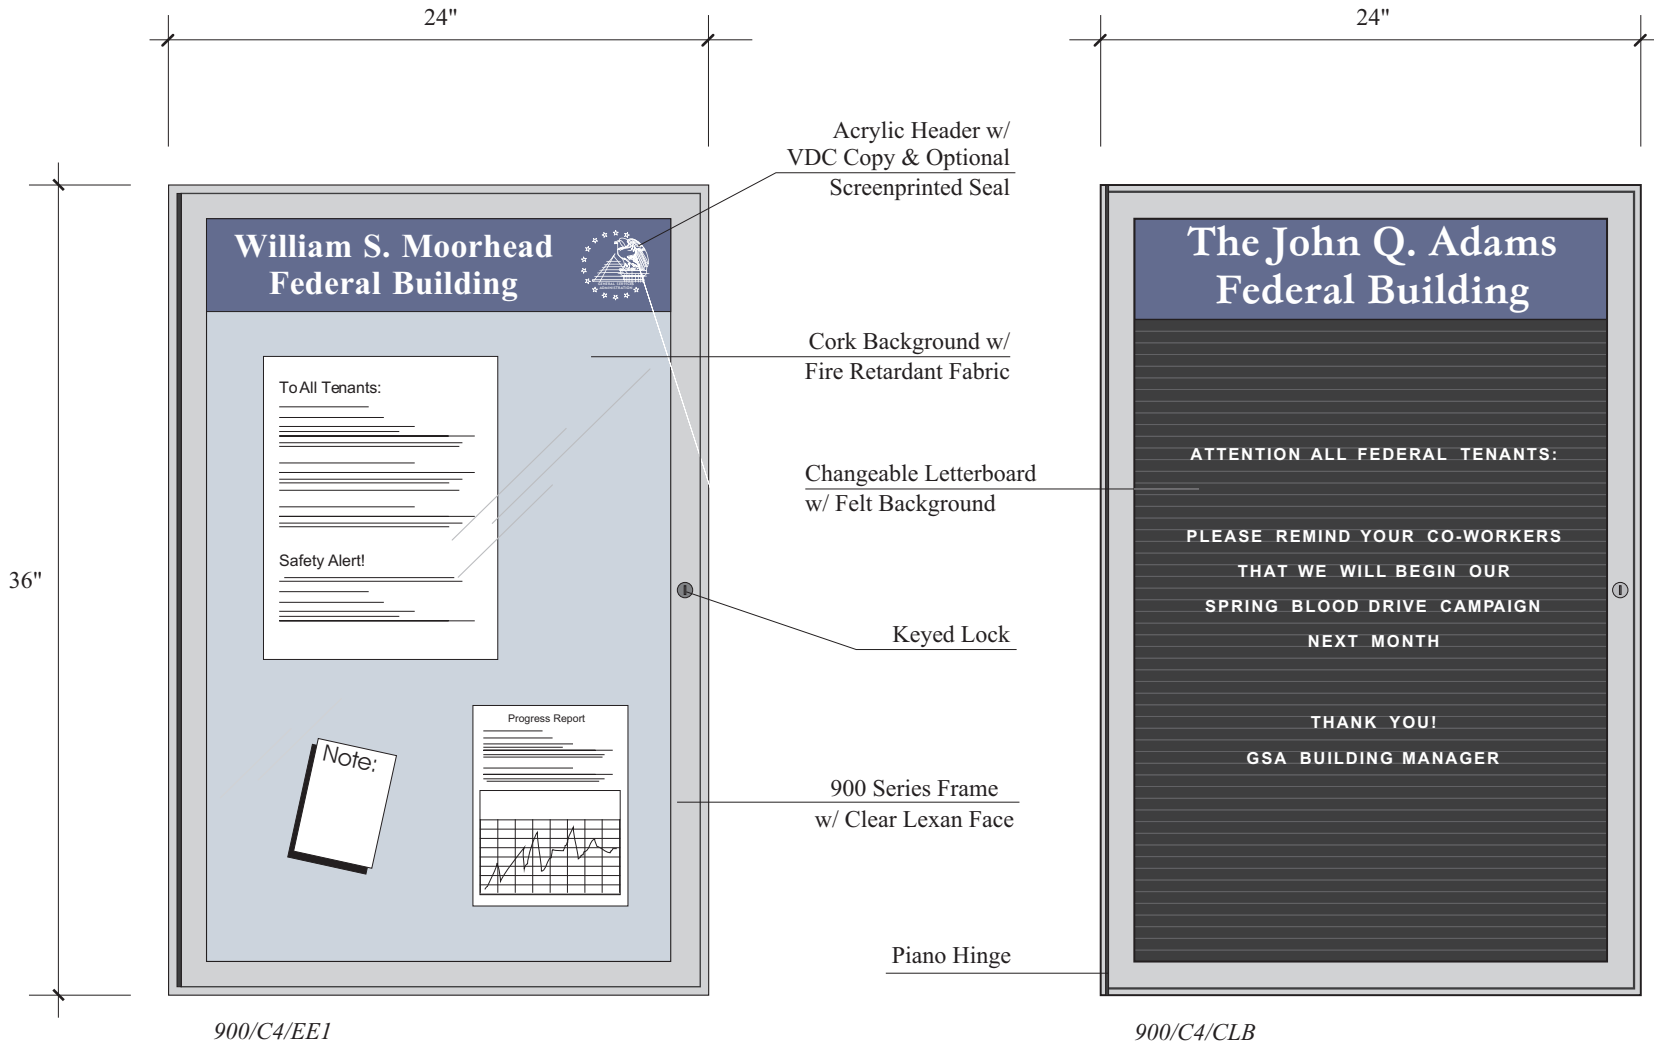 24"
24"
36"
William S. Moorhead
Federal Building
GENERAL SERVICES
ADMINISTRATION
To All Tenants:
Safety Alert!
Note:
Progress Report
900/C4/EE1
Acrylic Header w/
VDC Copy & Optional
Screenprinted Seal
Cork Background w/
Fire Retardant Fabric
Changeable Letterboard
w/ Felt Background
Keyed Lock
900 Series Frame
w/ Clear Lexan Face
Piano Hinge
The John Q. Adams
Federal Building
ATTENTION ALL FEDERAL TENANTS:
PLEASE REMIND YOUR CO-WORKERS
THAT WE WILL BEGIN OUR
SPRING BLOOD DRIVE CAMPAIGN
NEXT MONTH
THANK YOU!
GSA BUILDING MANAGER
900/C4/CLB